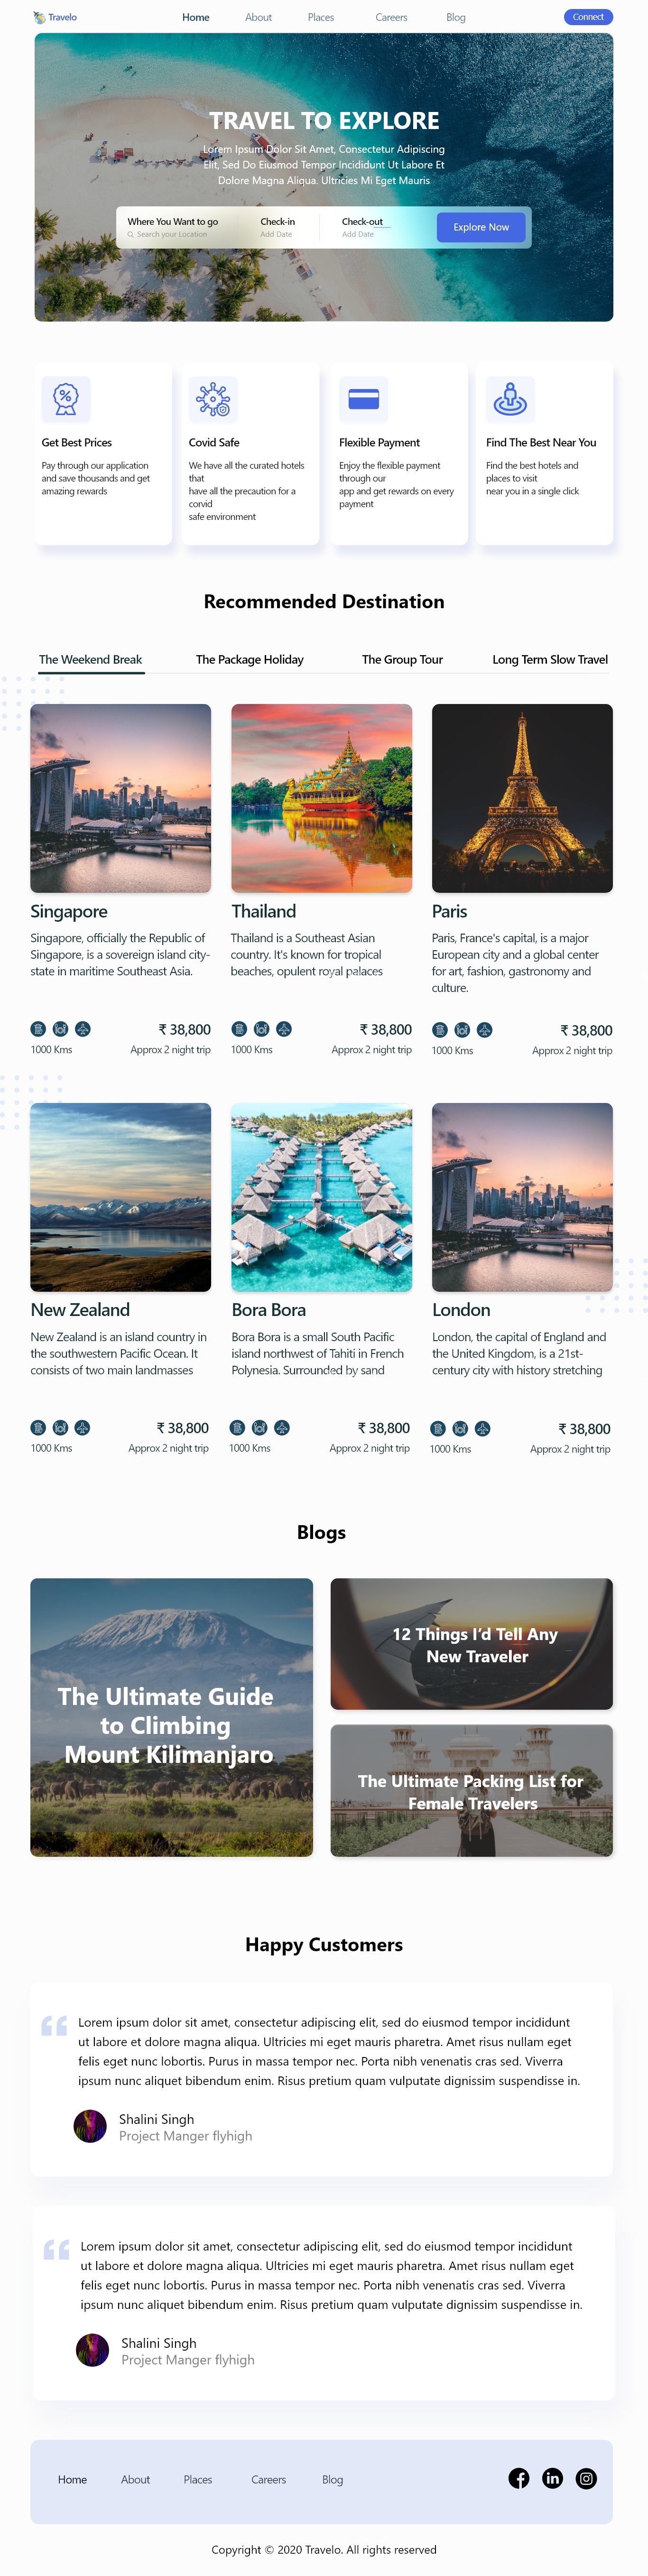 Travelo
Home
About
Places
Careers
Blog
Connect
TRAVEL TO EXPLORE
Lorem Ipsum Dolor Sit Amet, Consectetur Adipiscing
Elit, Sed Do Eiusmod Tempor Incididunt Ut Labore Et
Dolore Magna Aliqua. Ultricies Mi Eget Mauris
Where You Want to go
Search your Location
Check-in
Add Date
Check-out
Add Date
Explore Now
Get Best Prices
Pay through our application
and save thousands and get
amazing rewards
Covid Safe
We have all the curated hotels
that
have all the precaution for a
corvid
safe environment
Flexible Payment
Enjoy the flexible payment
through our
app and get rewards on every
payment
Find The Best Near You
Find the best hotels and
places to visit
near you in a single click
Recommended Destination
The Weekend Break
The Package Holiday
The Group Tour
Long Term Slow Travel
Singapore
Singapore, officially the Republic of
Singapore, is a sovereign island city-
state in maritime Southeast Asia.
₹ 38,800
1000 Kms
Approx 2 night trip
Thailand
Thailand is a Southeast Asian
country. It's known for tropical
beaches, opulent royal palaces
₹ 38,800
1000 Kms
Approx 2 night trip
Paris
Paris, France's capital, is a major
European city and a global center
for art, fashion, gastronomy and
culture.
₹ 38,800
1000 Kms
Approx 2 night trip
New Zealand
New Zealand is an island country in
the southwestern Pacific Ocean. It
consists of two main landmasses
₹ 38,800
1000 Kms
Approx 2 night trip
Bora Bora
Bora Bora is a small South Pacific
island northwest of Tahiti in French
Polynesia. Surrounded by sand
₹ 38,800
1000 Kms
Approx 2 night trip
London
London, the capital of England and
the United Kingdom, is a 21st-
century city with history stretching
₹ 38,800
1000 Kms
Approx 2 night trip
Blogs
The Ultimate Guide
to Climbing
Mount Kilimanjaro
12 Things I'd Tell Any
New Traveler
The Ultimate Packing List for
Female Travelers
Happy Customers
Lorem ipsum dolor sit amet, consectetur adipiscing elit, sed do eiusmod tempor incididunt
ut labore et dolore magna aliqua. Ultricies mi eget mauris pharetra. Amet risus nullam eget
felis eget nunc lobortis. Purus in massa tempor nec. Porta nibh venenatis cras sed. Viverra
ipsum nunc aliquet bibendum enim. Risus pretium quam vulputate dignissim suspendisse in.
Shalini Singh
Project Manger flyhigh
Lorem ipsum dolor sit amet, consectetur adipiscing elit, sed do eiusmod tempor incididunt
ut labore et dolore magna aliqua. Ultricies mi eget mauris pharetra. Amet risus nullam eget
felis eget nunc lobortis. Purus in massa tempor nec. Porta nibh venenatis cras sed. Viverra
ipsum nunc aliquet bibendum enim. Risus pretium quam vulputate dignissim suspendisse in.
Shalini Singh
Project Manger flyhigh
Home
About
Places
Careers
Blog
Copyright © 2020 Travelo. All rights reserved